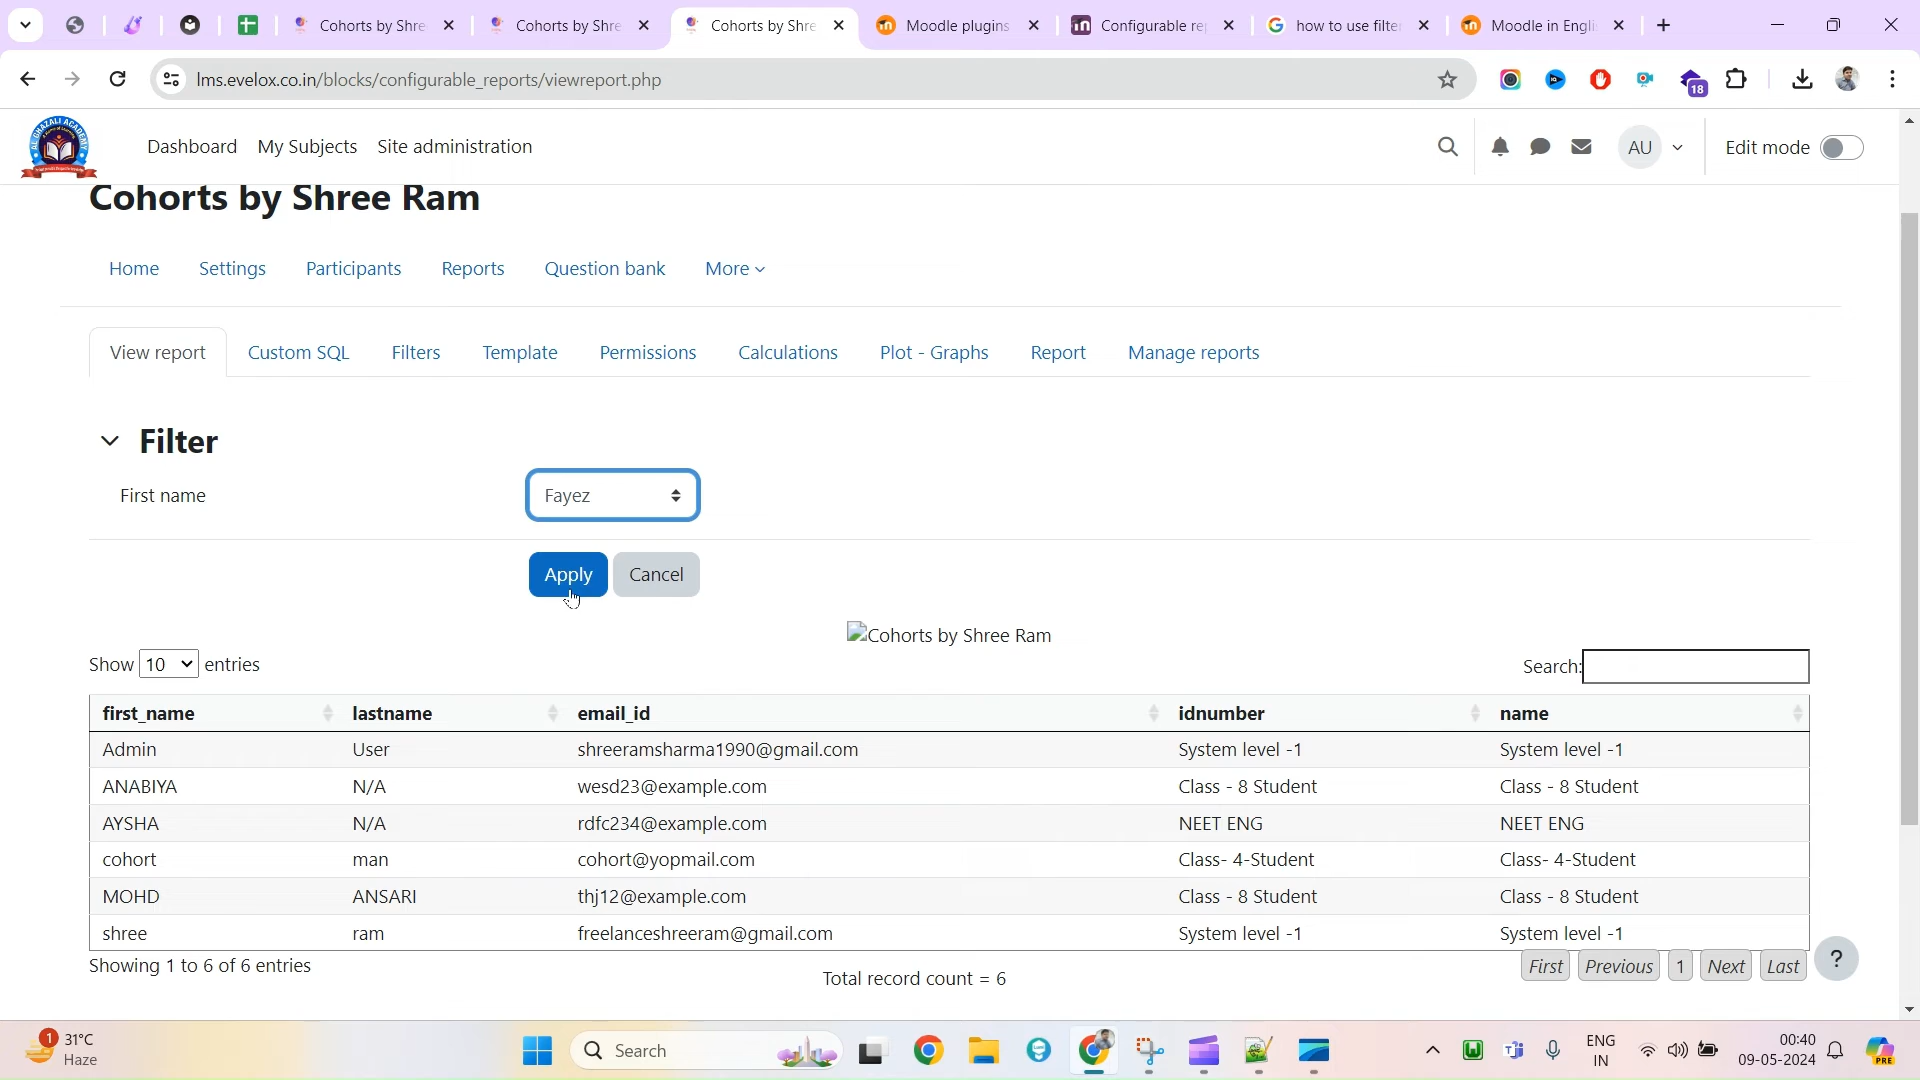 Cohorts by Shre
Cohorts by Shre
Cohorts by Shre
Moodle plugins
Configurable re
how to use filte
Moodle in Engli
lms.evelox.co.in/blocks/configurable_reports/viewreport.php
18
AL GHAZALI ACADEMY
Dashboard My Subjects Site administration
AU
Edit mode
Cohorts by Shree Ram
Home Settings Participants Reports Question bank More
View report Custom SQL Filters Template Permissions Calculations Plot - Graphs Report Manage reports
Filter
First name Fayez
Apply Cancel
Cohorts by Shree Ram
Show 10 entries Search:
first_name lastname email_id idnumber name
Admin User shreeramsharma1990@gmail.com System level -1 System level -1
ANABIYA N/A wesd23@example.com Class - 8 Student Class - 8 Student
AYSHA N/A rdfc234@example.com NEET ENG NEET ENG
cohort man cohort@yopmail.com Class- 4-Student Class- 4-Student
MOHD ANSARI thj12@example.com Class - 8 Student Class - 8 Student
shree ram freelanceshreeram@gmail.com System level -1 System level -1
Showing 1 to 6 of 6 entries First Previous 1 Next Last ?
Total record count = 6
1 31°C
Haze
Search
ENG
IN
00:40
09-05-2024
PRE